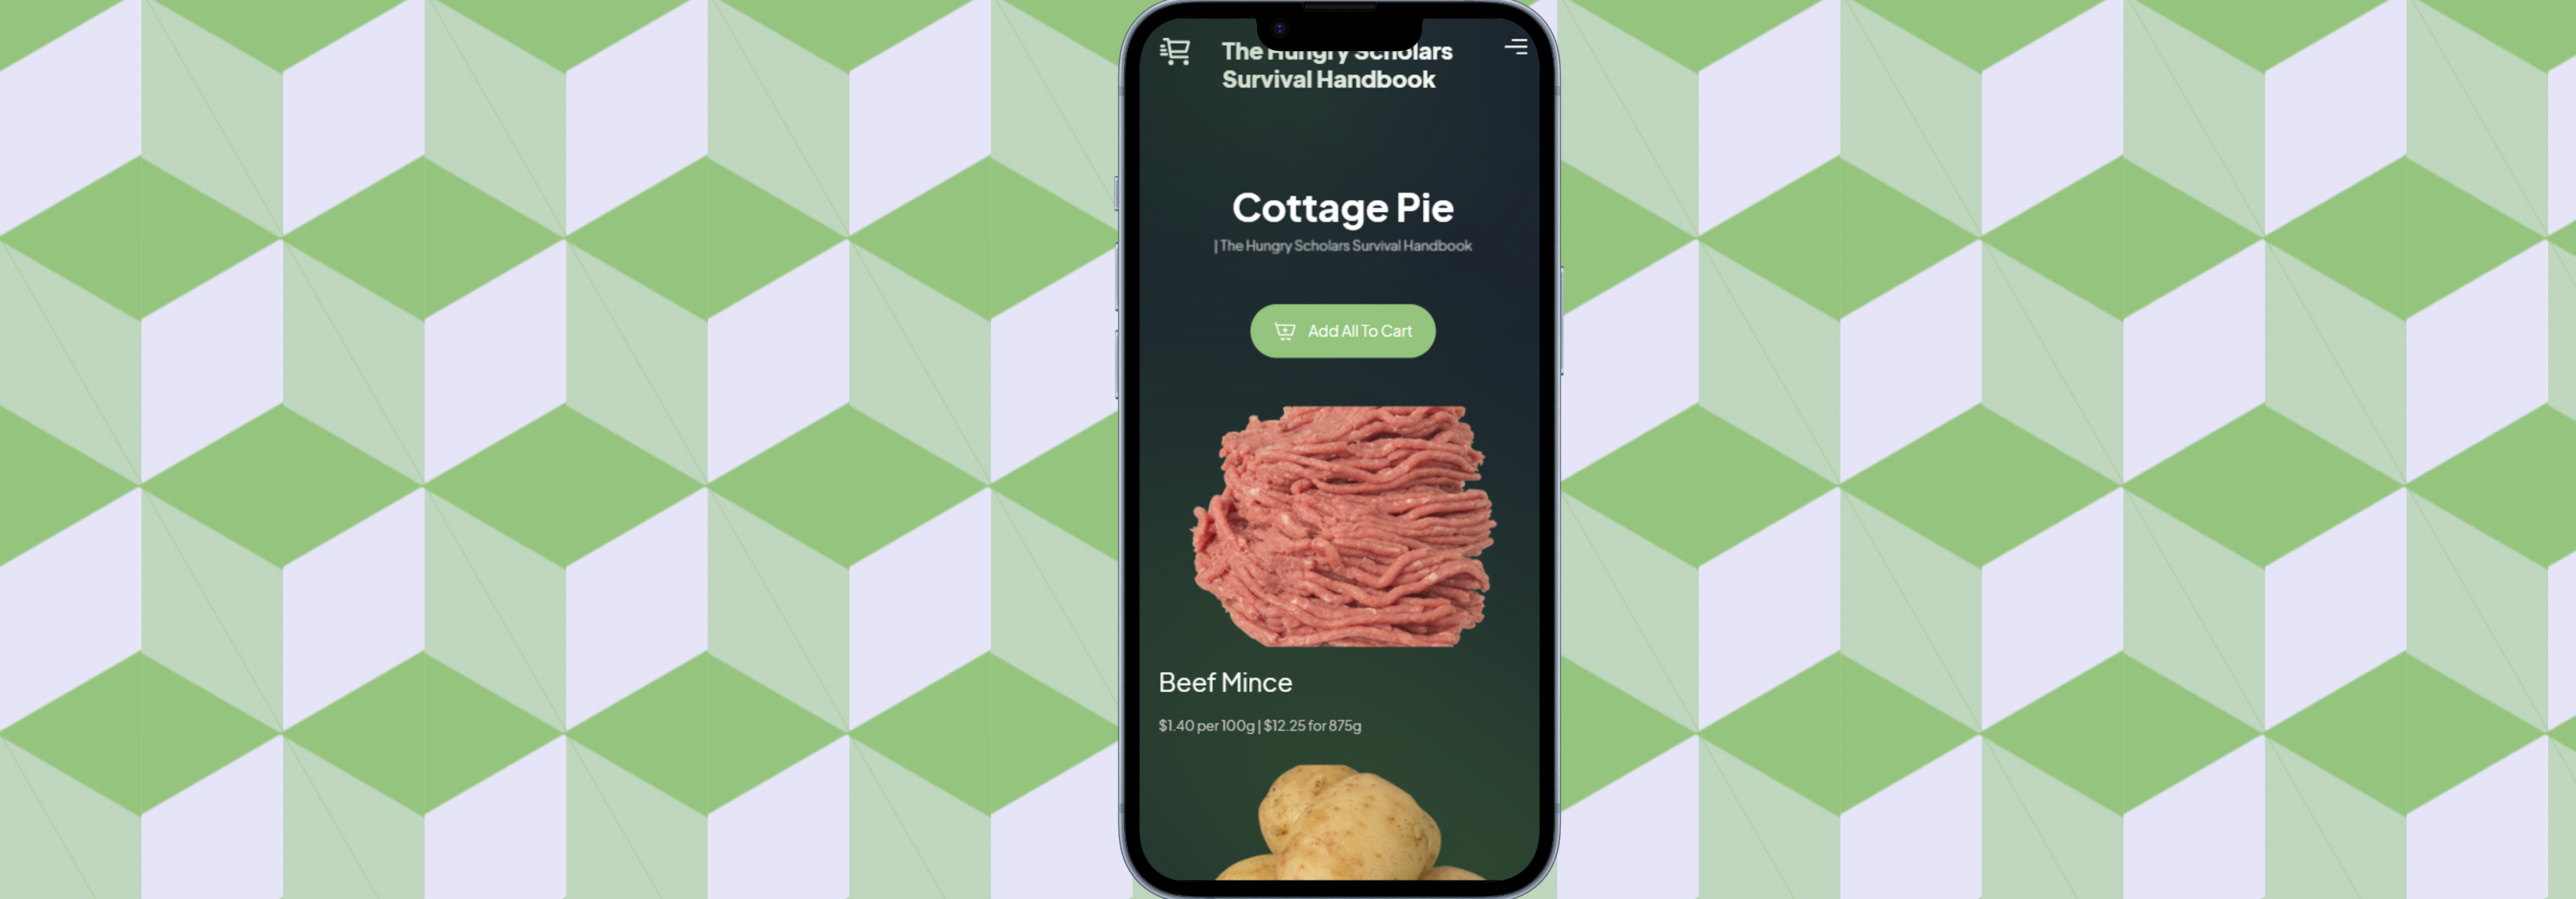 The Hungry Scholars
Survival Handbook
Cottage Pie
| The Hungry Scholars Survival Handbook
Add All To Cart
Beef Mince
$1.40 per 100g | $12.25 for 875g